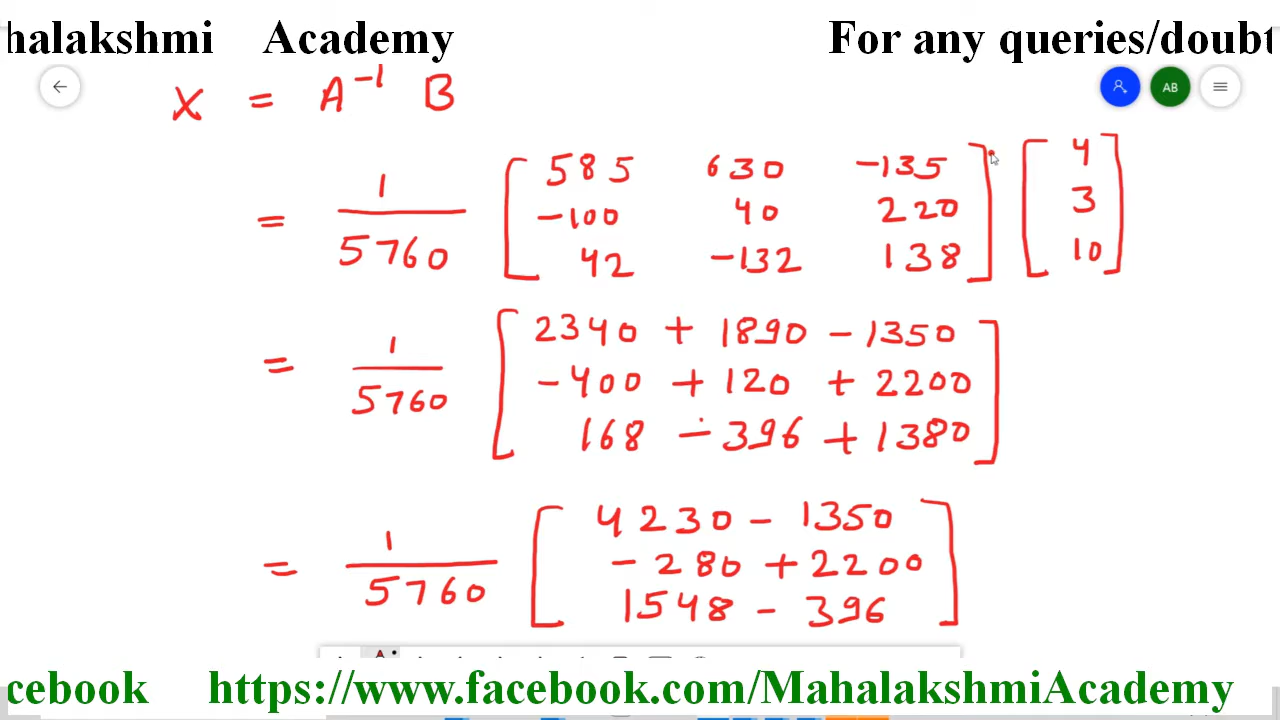 halakshmi Academy For any queries/doubt
X = A⁻¹ B
AB
= 1/5760 [ 585 630 -135 ] [ 4 ]
[ -100 40 220 ] [ 3 ]
[ 42 -132 138 ] [ 10 ]
= 1/5760 [ 2340 + 1890 - 1350 ]
[ -400 + 120 + 2200 ]
[ 168 - 396 + 1380 ]
= 1/5760 [ 4230 - 1350 ]
[ -280 + 2200 ]
[ 1548 - 396 ]
cebook https://www.facebook.com/MahalakshmiAcademy